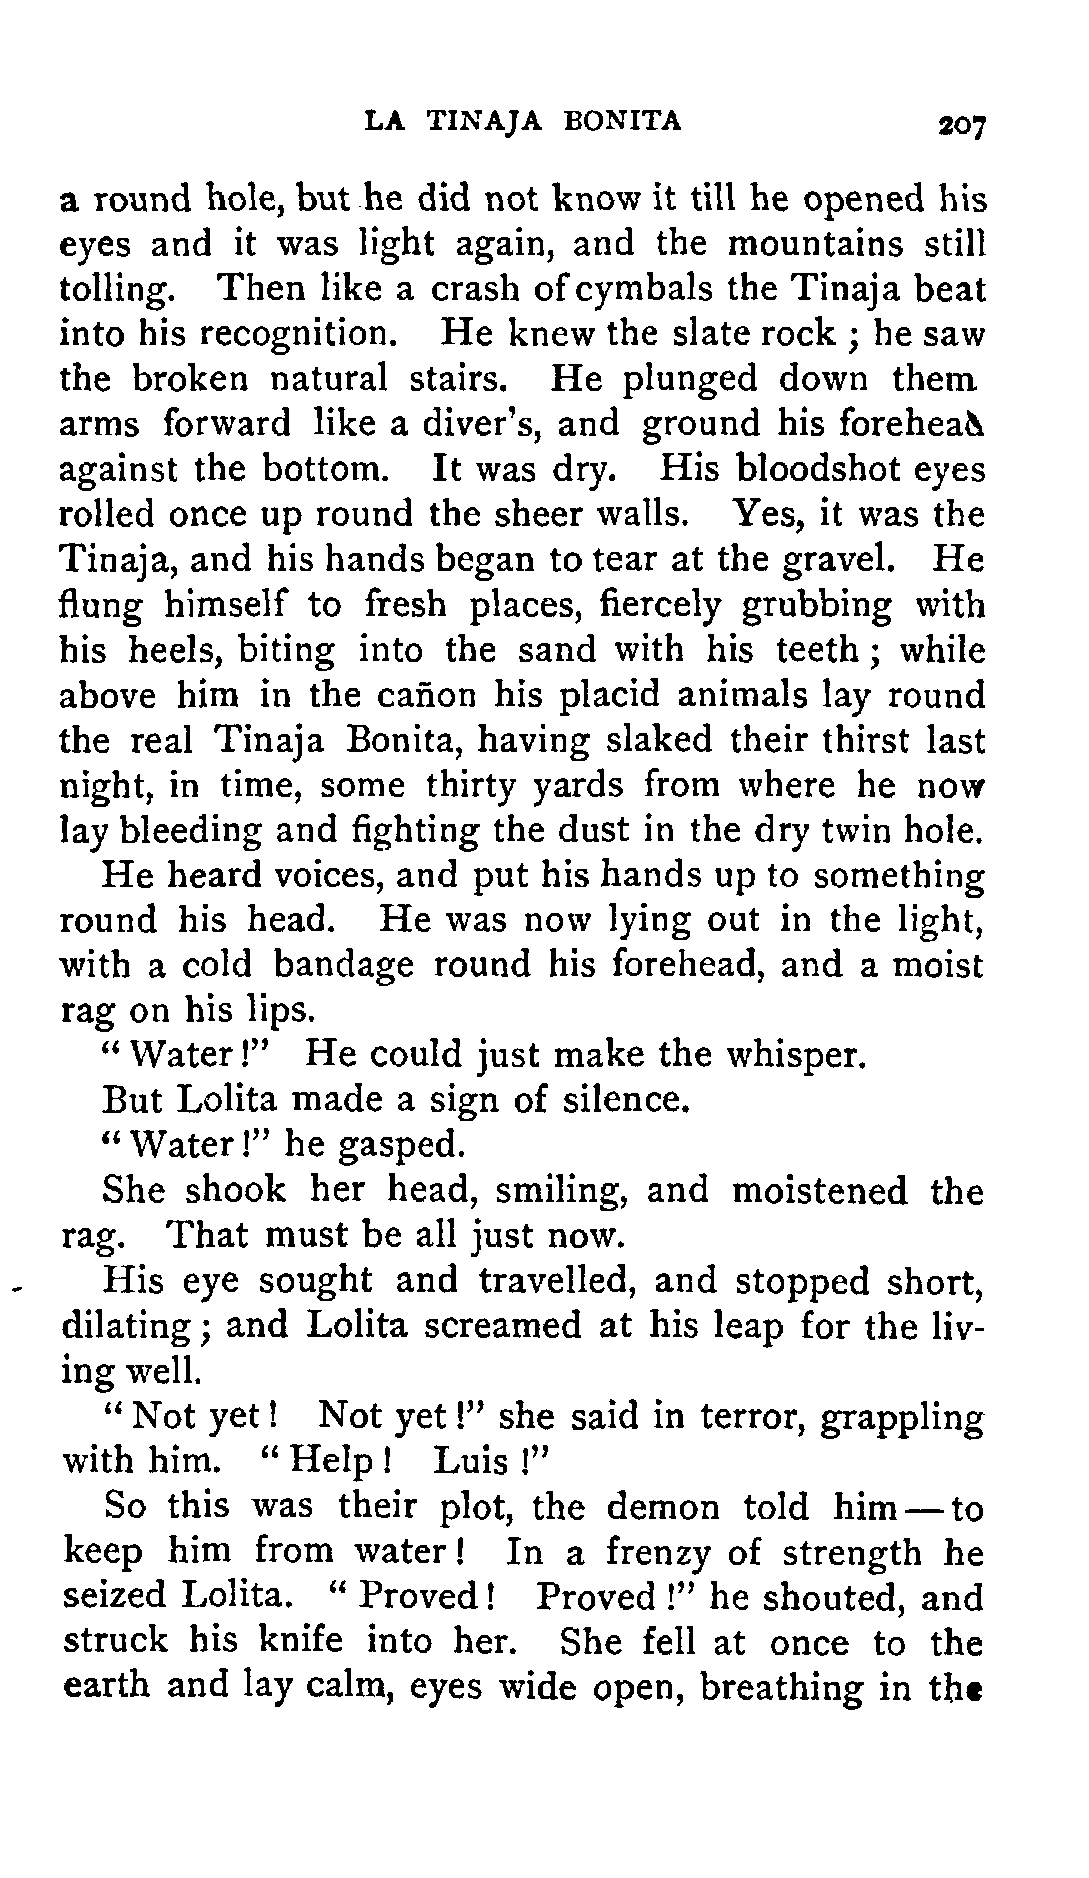 LA TINAJA BONITA 207
a round hole, but he did not know it till he opened his
eyes and it was light again, and the mountains still
tolling. Then like a crash of cymbals the Tinaja beat
into his recognition. He knew the slate rock ; he saw
the broken natural stairs. He plunged down them
arms forward like a diver's, and ground his forehead
against the bottom. It was dry. His bloodshot eyes
rolled once up round the sheer walls. Yes, it was the
Tinaja, and his hands began to tear at the gravel. He
flung himself to fresh places, fiercely grubbing with
his heels, biting into the sand with his teeth ; while
above him in the cañon his placid animals lay round
the real Tinaja Bonita, having slaked their thirst last
night, in time, some thirty yards from where he now
lay bleeding and fighting the dust in the dry twin hole.
He heard voices, and put his hands up to something
round his head. He was now lying out in the light,
with a cold bandage round his forehead, and a moist
rag on his lips.
“ Water !” He could just make the whisper.
But Lolita made a sign of silence.
“ Water !” he gasped.
She shook her head, smiling, and moistened the
rag. That must be all just now.
His eye sought and travelled, and stopped short,
dilating ; and Lolita screamed at his leap for the liv-
ing well.
“ Not yet ! Not yet !” she said in terror, grappling
with him. “ Help ! Luis !”
So this was their plot, the demon told him — to
keep him from water ! In a frenzy of strength he
seized Lolita. “ Proved ! Proved !” he shouted, and
struck his knife into her. She fell at once to the
earth and lay calm, eyes wide open, breathing in the